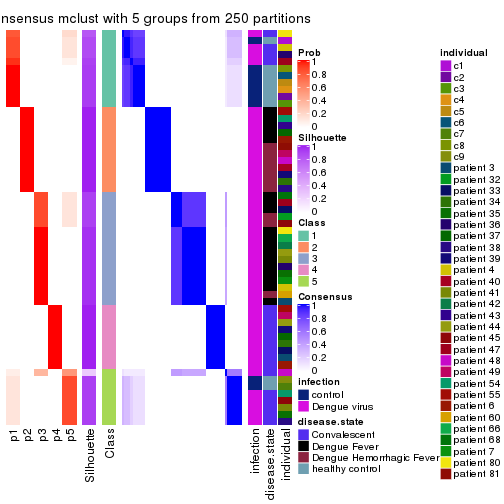 nsensus mclust with 5 groups from 250 partitions
p1
p2
p3
p4
p5
Silhouette
Class
infection
disease.state
individual
Prob
1
0.8
0.6
0.4
0.2
0
Silhouette
1
0.8
0.6
0.4
0.2
0
Class
1
2
3
4
5
Consensus
1
0.8
0.6
0.4
0.2
0
infection
control
Dengue virus
disease.state
Convalescent
Dengue Fever
Dengue Hemorrhagic Fever
healthy control
individual
c1
c2
c3
c4
c5
c6
c7
c8
c9
patient 3
patient 32
patient 33
patient 34
patient 35
patient 36
patient 37
patient 38
patient 39
patient 4
patient 40
patient 41
patient 42
patient 43
patient 44
patient 45
patient 47
patient 48
patient 49
patient 54
patient 55
patient 6
patient 60
patient 66
patient 68
patient 7
patient 80
patient 81